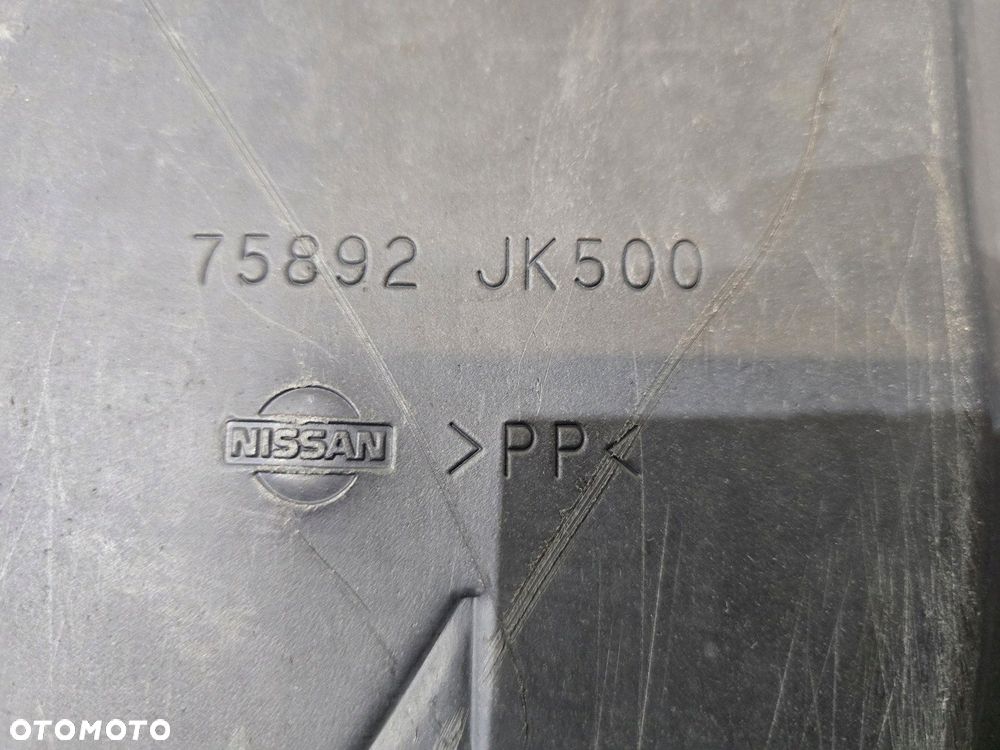 75892 JK500
NISSAN >PP<
OTOMOTO